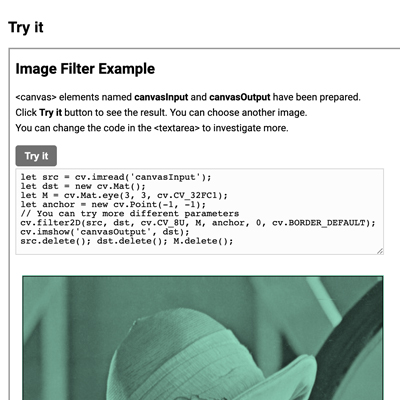 Try it
Image Filter Example
<canvas> elements named canvasInput and canvasOutput have been prepared.
Click Try it button to see the result. You can choose another image.
You can change the code in the <textarea> to investigate more.
Try it
let src = cv.imread('canvasInput');
let dst = new cv.Mat();
let M = cv.Mat.eye(3, 3, cv.CV_32FC1);
let anchor = new cv.Point(-1, -1);
// You can try more different parameters
cv.filter2D(src, dst, cv.CV_8U, M, anchor, 0, cv.BORDER_DEFAULT);
cv.imshow('canvasOutput', dst);
src.delete(); dst.delete(); M.delete();